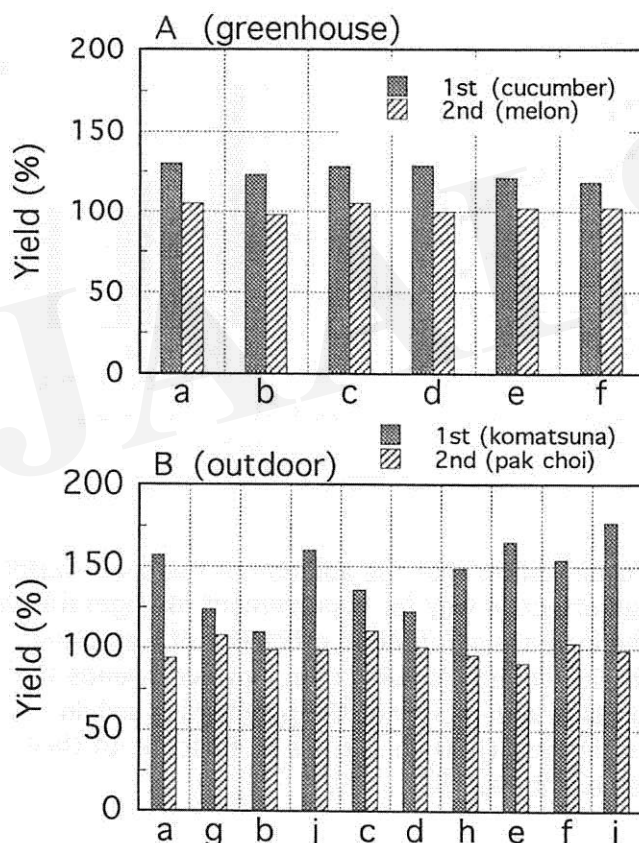 A (greenhouse)
200
150
100
50
0
Yield (%)
1st (cucumber)
2nd (melon)
a b c d e f
1st (komatsuna)
2nd (pak choi)
B (outdoor)
200
150
100
50
0
Yield (%)
a g b j c d h e f i
JAALS